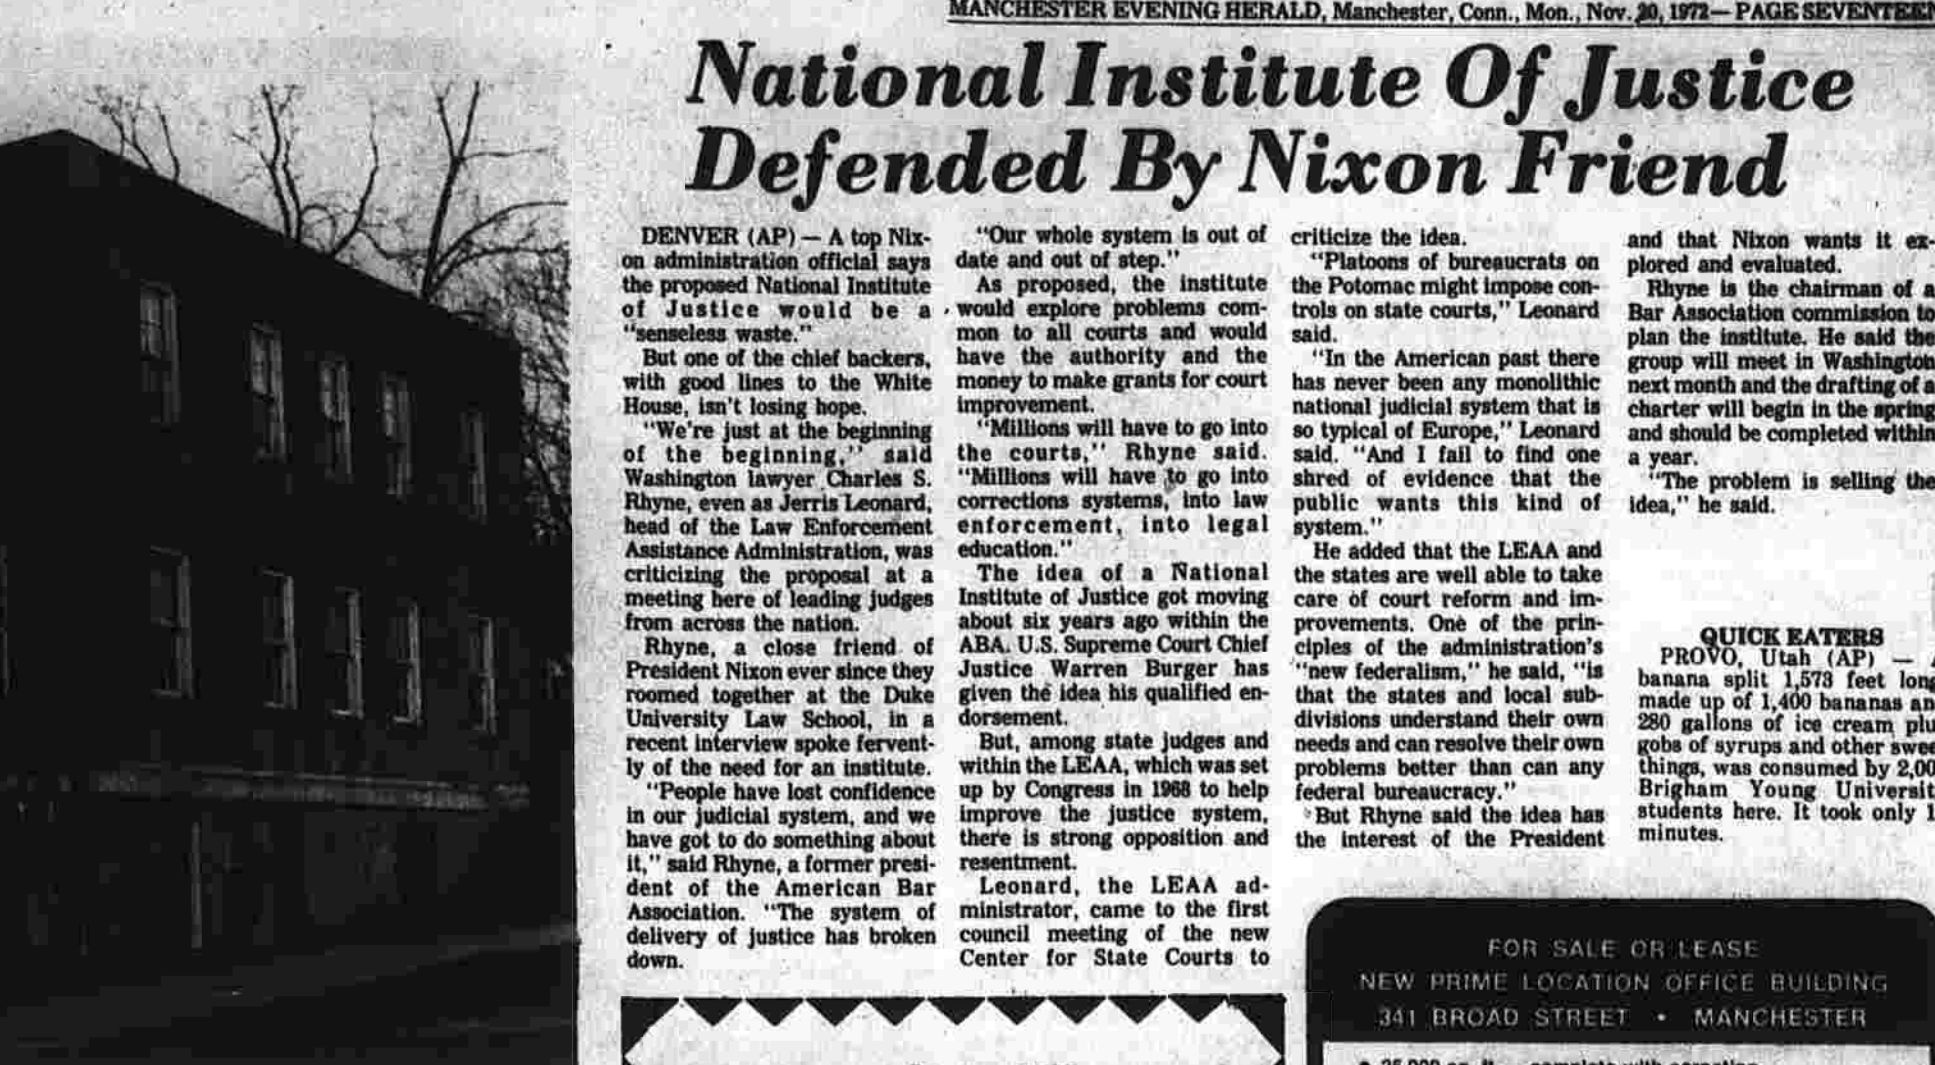 MANCHESTER EVENING HERALD, Manchester, Conn., Mon., Nov. 20, 1972— PAGE SEVENTEEN
National Institute Of Justice
Defended By Nixon Friend
DENVER (AP) — A top Nix-
on administration official says
the proposed National Institute
of Justice would be a
"senseless waste."
But one of the chief backers,
with good lines to the White
House, isn't losing hope.
"We're just at the beginning
of the beginning," said
Washington lawyer Charles S.
Rhyne, even as Jerris Leonard,
head of the Law Enforcement
Assistance Administration, was
criticizing the proposal at a
meeting here of leading judges
from across the nation.
Rhyne, a close friend of
President Nixon ever since they
roomed together at the Duke
University Law School, in a
recent interview spoke fervent-
ly of the need for an institute.
"People have lost confidence
in our judicial system, and we
have got to do something about
it," said Rhyne, a former presi-
dent of the American Bar
Association. "The system of
delivery of justice has broken
down.
"Our whole system is out of
date and out of step."
As proposed, the institute
would explore problems com-
mon to all courts and would
have the authority and the
money to make grants for court
improvement.
"Millions will have to go into
the courts," Rhyne said.
"Millions will have to go into
corrections systems, into law
enforcement, into legal
education."
The idea of a National
Institute of Justice got moving
about six years ago within the
ABA. U.S. Supreme Court Chief
Justice Warren Burger has
given the idea his qualified en-
dorsement.
But, among state judges and
within the LEAA, which was set
up by Congress in 1968 to help
improve the justice system,
there is strong opposition and
resentment.
Leonard, the LEAA ad-
ministrator, came to the first
council meeting of the new
Center for State Courts to
criticize the idea.
"Platoons of bureaucrats on
the Potomac might impose con-
trols on state courts," Leonard
said.
"In the American past there
has never been any monolithic
national judicial system that is
so typical of Europe," Leonard
said. "And I fail to find one
shred of evidence that the
public wants this kind of
system."
He added that the LEAA and
the states are well able to take
care of court reform and im-
provements. One of the prin-
ciples of the administration's
"new federalism," he said, "is
that the states and local sub-
divisions understand their own
needs and can resolve their own
problems better than can any
federal bureaucracy."
But Rhyne said the idea has
the interest of the President
and that Nixon wants it ex-
plored and evaluated.
Rhyne is the chairman of a
Bar Association commission to
plan the institute. He said the
group will meet in Washington
next month and the drafting of a
charter will begin in the spring
and should be completed within
a year.
"The problem is selling the
idea," he said.
QUICK EATERS
PROVO, Utah (AP) —
banana split 1,573 feet long
made up of 1,400 bananas an
280 gallons of ice cream plu
gobs of syrups and other swee
things, was consumed by 2,00
Brigham Young Universit
students here. It took only 1
minutes.
FOR SALE OR LEASE
NEW PRIME LOCATION OFFICE BUILDING
341 BROAD STREET • MANCHESTER